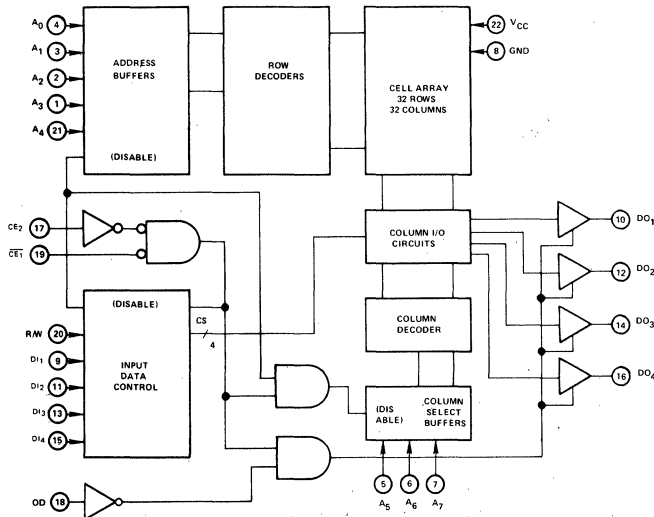 A0 4
A1 3
A2 2
A3 1
A4 21
ADDRESS
BUFFERS
(DISABLE)
ROW
DECODERS
CELL ARRAY
32 ROWS
32 COLUMNS
22 VCC
8 GND
CE2 17
CE1 19
COLUMN I/O
CIRCUITS
10 DO1
12 DO2
14 DO3
16 DO4
(DISABLE)
CS
4
R/W 20
DI1 9
DI2 11
DI3 13
DI4 15
INPUT
DATA
CONTROL
COLUMN
DECODER
(DIS
ABLE)
COLUMN
SELECT
BUFFERS
5 6 7
A5 A6 A7
OD 18